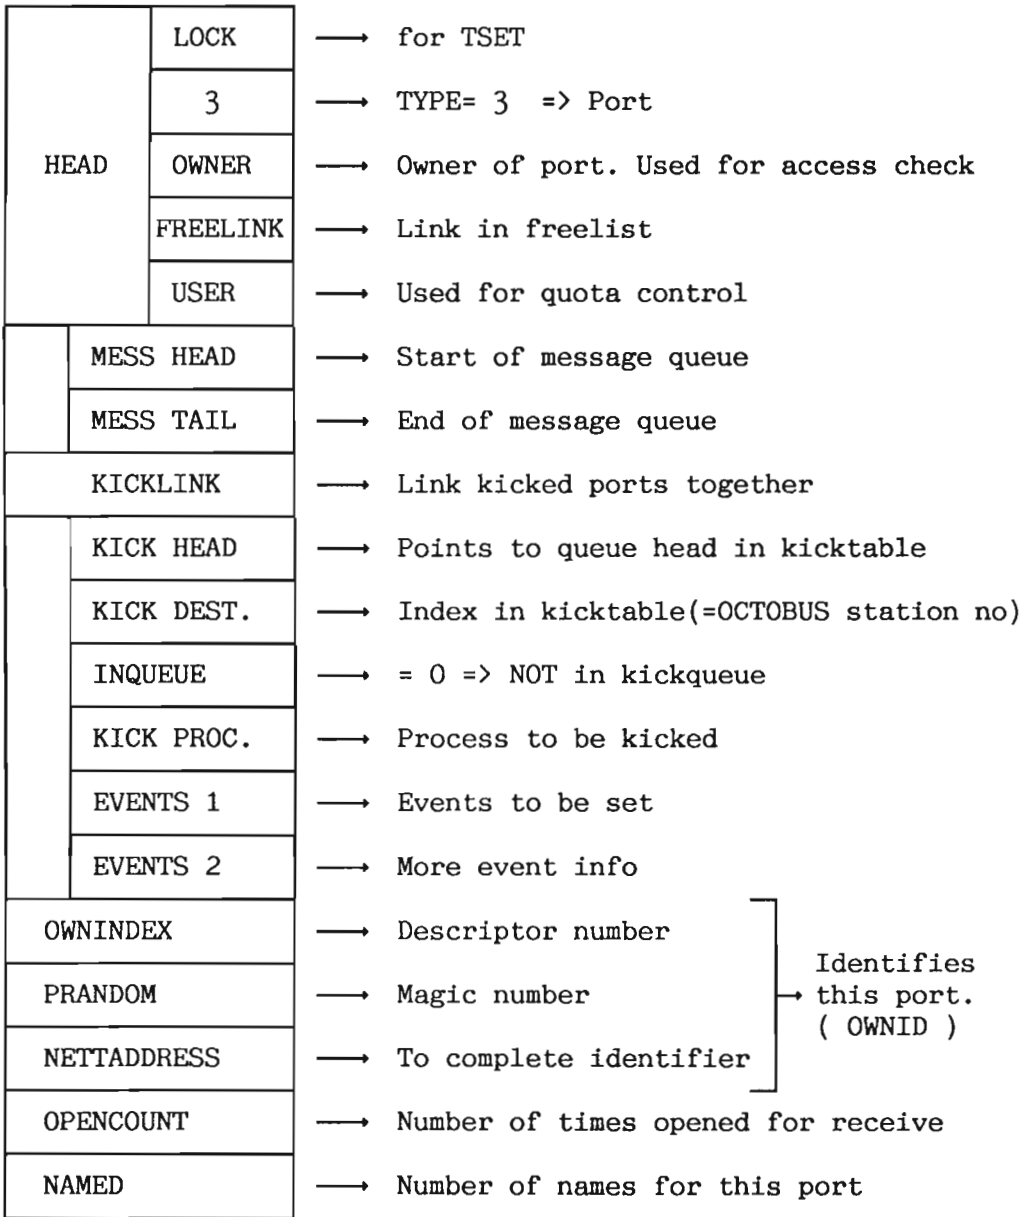 LOCK for TSET
3 TYPE= 3 => Port
HEAD OWNER Owner of port. Used for access check
FREELINK Link in freelist
USER Used for quota control
MESS HEAD Start of message queue
MESS TAIL End of message queue
KICKLINK Link kicked ports together
KICK HEAD Points to queue head in kicktable
KICK DEST. Index in kicktable(=OCTOBUS station no)
INQUEUE = 0 => NOT in kickqueue
KICK PROC. Process to be kicked
EVENTS 1 Events to be set
EVENTS 2 More event info
OWNINDEX Descriptor number
PRANDOM Magic number
NETTADDRESS To complete identifier
Identifies
this port.
( OWNID )
OPENCOUNT Number of times opened for receive
NAMED Number of names for this port